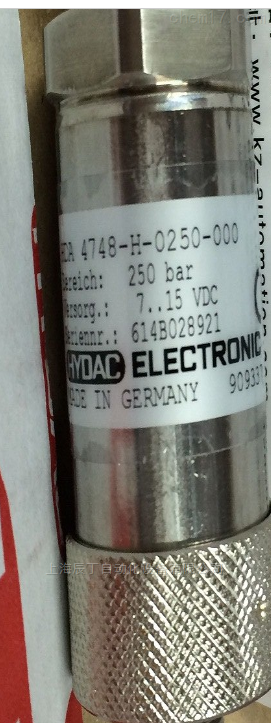 HDA 4748-H-0250-000
Bereich: 250 bar
Versorg.: 7..15 VDC
Seriennr.: 614B028921
HYDAC ELECTRONIC
MADE IN GERMANY 90933
www.kz-automation